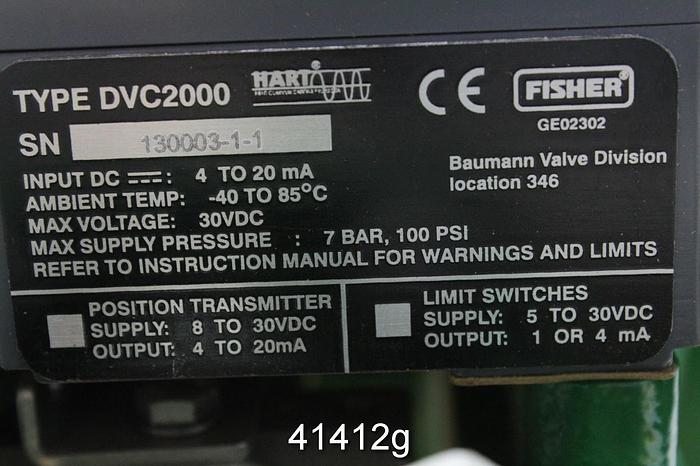 TYPE DVC2000
HART
CE
FISHER®
GE02302
SN 130003-1-1
Baumann Valve Division
location 346
INPUT DC ⎓: 4 TO 20 mA
AMBIENT TEMP: -40 TO 85°C
MAX VOLTAGE: 30VDC
MAX SUPPLY PRESSURE : 7 BAR, 100 PSI
REFER TO INSTRUCTION MANUAL FOR WARNINGS AND LIMITS
POSITION TRANSMITTER
SUPPLY: 8 TO 30VDC
OUTPUT: 4 TO 20mA
LIMIT SWITCHES
SUPPLY: 5 TO 30VDC
OUTPUT: 1 OR 4 mA
41412g